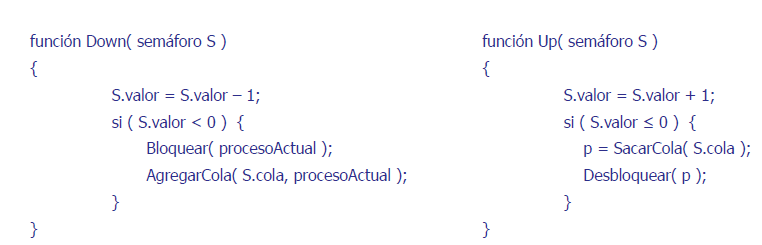 función Down( semáforo S )
{
S.valor = S.valor – 1;
si ( S.valor < 0 ) {
Bloquear( procesoActual );
AgregarCola( S.cola, procesoActual );
}
}
función Up( semáforo S )
{
S.valor = S.valor + 1;
si ( S.valor ≤ 0 ) {
p = SacarCola( S.cola );
Desbloquear( p );
}
}